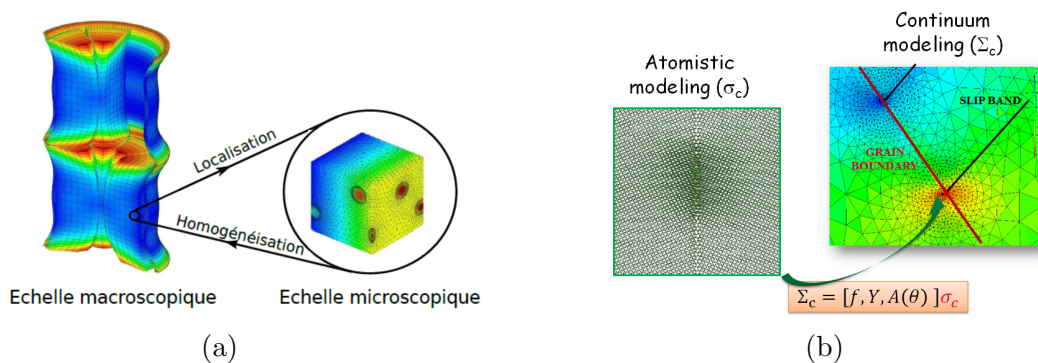 Localisation
Homogénéisation
Echelle macroscopique
Echelle microscopique
(a)
Atomistic
modeling (σc)
Continuum
modeling (Σc)
SLIP BAND
GRAIN
BOUNDARY
Σc = [f, Y, A(θ) ]σc
(b)